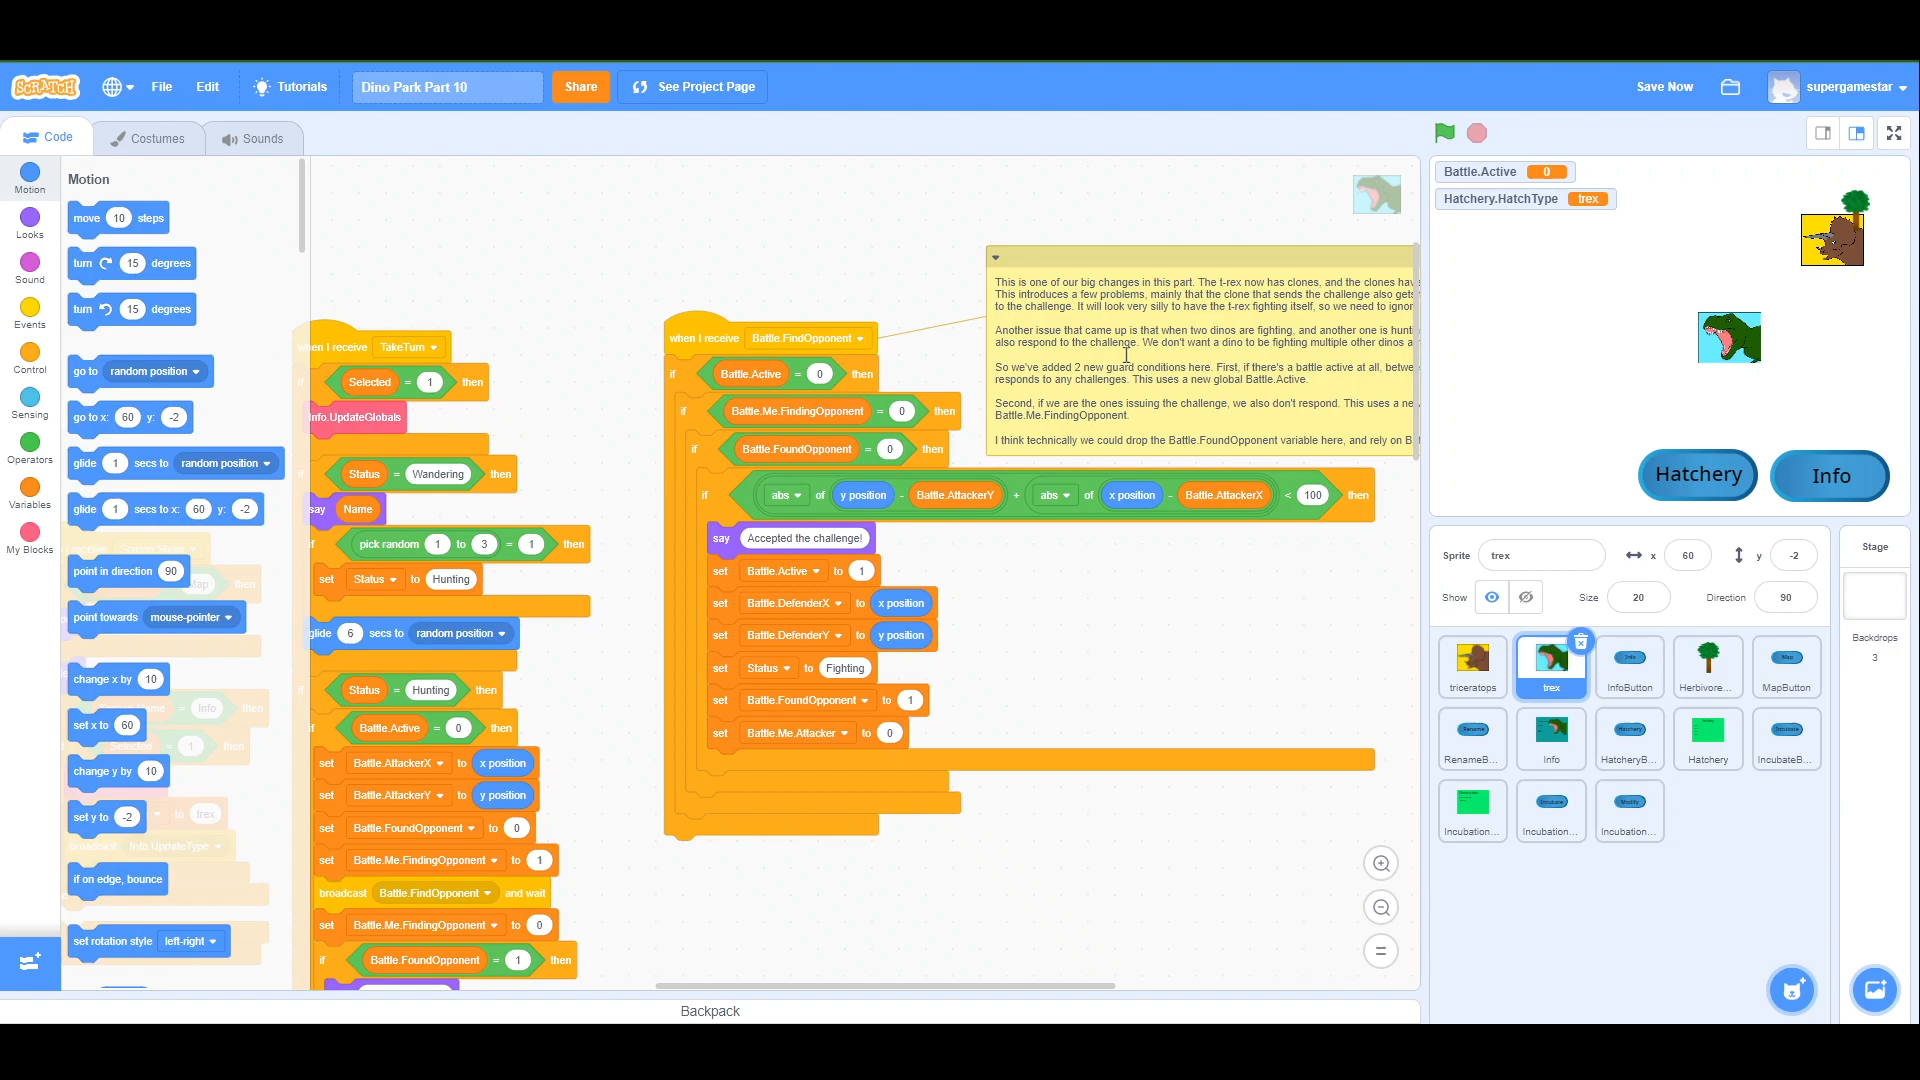 SCRATCH File Edit Tutorials Dino Park Part 10 Share See Project Page Save Now supergamestar
Code Costumes Sounds
Motion
Looks
Sound
Events
Control
Sensing
Operators
Variables
My Blocks
Motion
move 10 steps
turn 15 degrees
turn 15 degrees
go to random position
go to x: 60 y: -2
glide 1 secs to random position
glide 1 secs to x: 60 y: -2
point in direction 90
point towards mouse-pointer
change x by 10
set x to 60
change y by 10
set y to -2
if on edge, bounce
set rotation style left-right
Map then
Name = Info then
Selected = 1 then
to trex
broadcast Info.UpdateType
when I receive TakeTurn
if Selected = 1 then
Info.UpdateGlobals
if Status = Wandering then
say Name
if pick random 1 to 3 = 1 then
set Status to Hunting
glide 6 secs to random position
if Status = Hunting then
if Battle.Active = 0 then
set Battle.AttackerX to x position
set Battle.AttackerY to y position
set Battle.FoundOpponent to 0
set Battle.Me.FindingOpponent to 1
broadcast Battle.FindOpponent and wait
set Battle.Me.FindingOpponent to 0
if Battle.FoundOpponent = 1 then
when I receive Battle.FindOpponent
if Battle.Active = 0 then
if Battle.Me.FindingOpponent = 0 then
if Battle.FoundOpponent = 0 then
if abs of y position - Battle.AttackerY + abs of x position - Battle.AttackerX < 100 then
say Accepted the challenge!
set Battle.Active to 1
set Battle.DefenderX to x position
set Battle.DefenderY to y position
set Status to Fighting
set Battle.FoundOpponent to 1
set Battle.Me.Attacker to 0
This is one of our big changes in this part. The t-rex now has clones, and the clones hav
This introduces a few problems, mainly that the clone that sends the challenge also gets
to the challenge. It will look very silly to have the t-rex fighting itself, so we need to ignor
Another issue that came up is that when two dinos are fighting, and another one is hunti
also respond to the challenge. We don't want a dino to be fighting multiple other dinos a
So we've added 2 new guard conditions here. First, if there's a battle active at all, betwe
responds to any challenges. This uses a new global Battle.Active.
Second, if we are the ones issuing the challenge, we also don't respond. This uses a ne
Battle.Me.FindingOpponent.
I think technically we could drop the Battle.FoundOpponent variable here, and rely on B
Backpack
Battle.Active 0
Hatchery.HatchType trex
Hatchery Info
Sprite trex x 60 y -2
Show Size 20 Direction 90
triceratops trex InfoButton Herbivore... MapButton
RenameB... Info HatcheryB... Hatchery IncubateB...
Incubation... Incubation... Incubation...
Stage
Backdrops
3